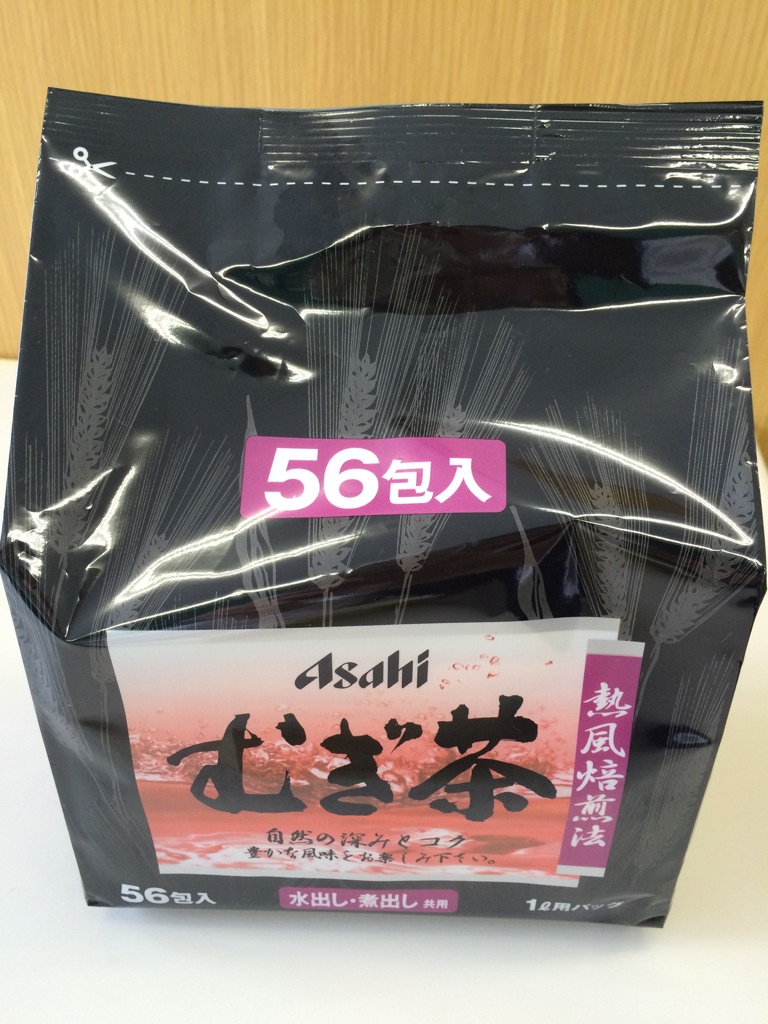 56包入
Asahi
むぎ茶
熱風焙煎法
自然の深みとコク
豊かな風味をお楽しみ下さい。
56包入
水出し・煮出し 共用
1ℓ用パック